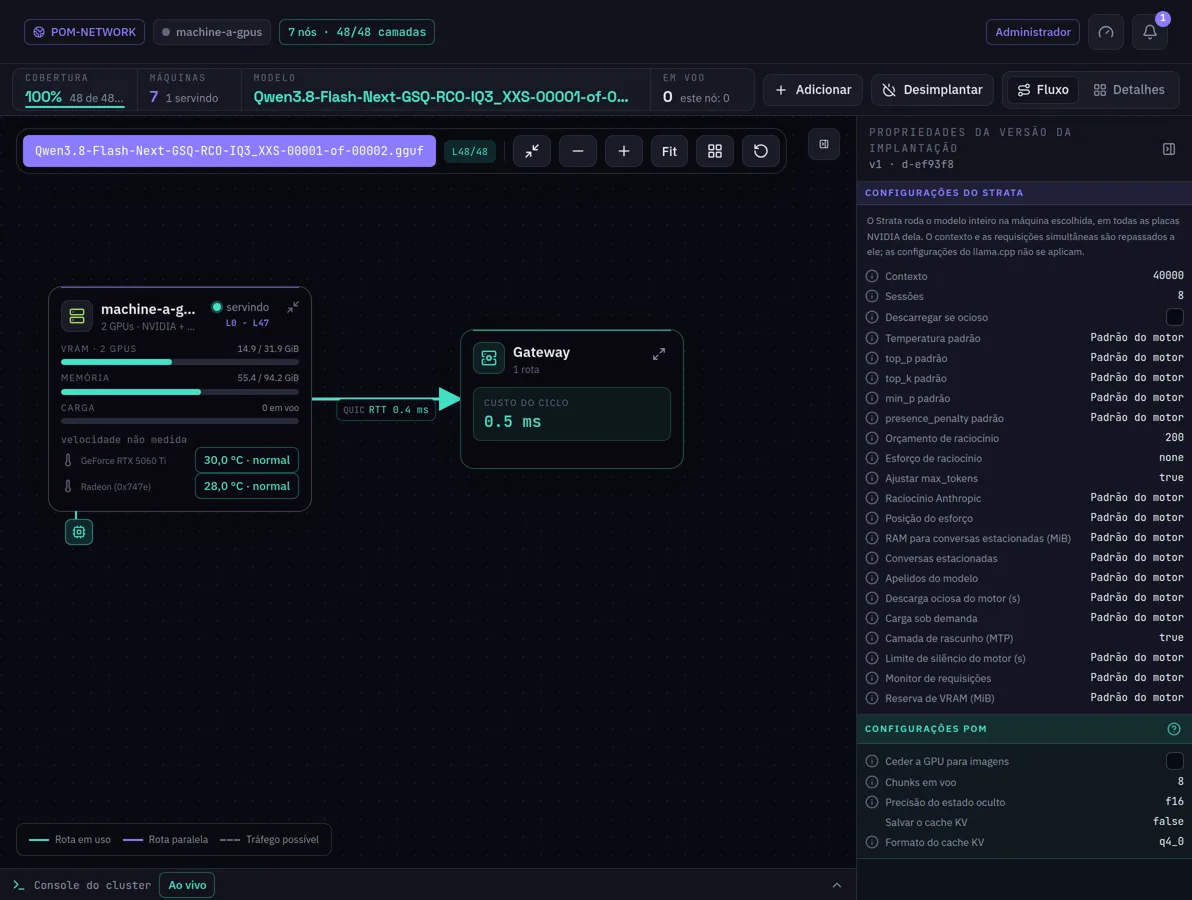 POM-NETWORK
machine-a-gpus
7 nós · 48/48 camadas
Administrador
1
COBERTURA
100% 48 de 48...
MÁQUINAS
7 1 servindo
MODELO
Qwen3.8-Flash-Next-GSQ-RCO-IQ3_XXS-00001-of-0...
EM VOO
0 este nó: 0
Adicionar
Desimplantar
Fluxo
Detalhes
Qwen3.8-Flash-Next-GSQ-RCO-IQ3_XXS-00001-of-00002.gguf
L48/48
Fit
machine-a-g...
servindo
2 GPUs · NVIDIA + ...
L0 - L47
VRAM · 2 GPUS 14.9 / 31.9 GiB
MEMÓRIA 55.4 / 94.2 GiB
CARGA 0 em voo
velocidade não medida
GeForce RTX 5060 Ti 30,0 °C · normal
Radeon (0x747e) 28,0 °C · normal
QUIC RTT 0.4 ms
Gateway
1 rota
CUSTO DO CICLO
0.5 ms
Rota em uso
Rota paralela
Tráfego possível
Console do cluster
Ao vivo
PROPRIEDADES DA VERSÃO DA
IMPLANTAÇÃO
v1 · d-ef93f8
CONFIGURAÇÕES DO STRATA
O Strata roda o modelo inteiro na máquina escolhida, em todas as placas
NVIDIA dela. O contexto e as requisições simultâneas são repassados a
ele; as configurações do llama.cpp não se aplicam.
Contexto 40000
Sessões 8
Descarregar se ocioso
Temperatura padrão Padrão do motor
top_p padrão Padrão do motor
top_k padrão Padrão do motor
min_p padrão Padrão do motor
presence_penalty padrão Padrão do motor
Orçamento de raciocínio 200
Esforço de raciocínio none
Ajustar max_tokens true
Raciocínio Anthropic Padrão do motor
Posição do esforço Padrão do motor
RAM para conversas estacionadas (MiB) Padrão do motor
Conversas estacionadas Padrão do motor
Apelidos do modelo Padrão do motor
Descarga ociosa do motor (s) Padrão do motor
Carga sob demanda Padrão do motor
Camada de rascunho (MTP) true
Limite de silêncio do motor (s) Padrão do motor
Monitor de requisições Padrão do motor
Reserva de VRAM (MiB) Padrão do motor
CONFIGURAÇÕES POM
Ceder a GPU para imagens
Chunks em voo 8
Precisão do estado oculto f16
Salvar o cache KV false
Formato do cache KV q4_0